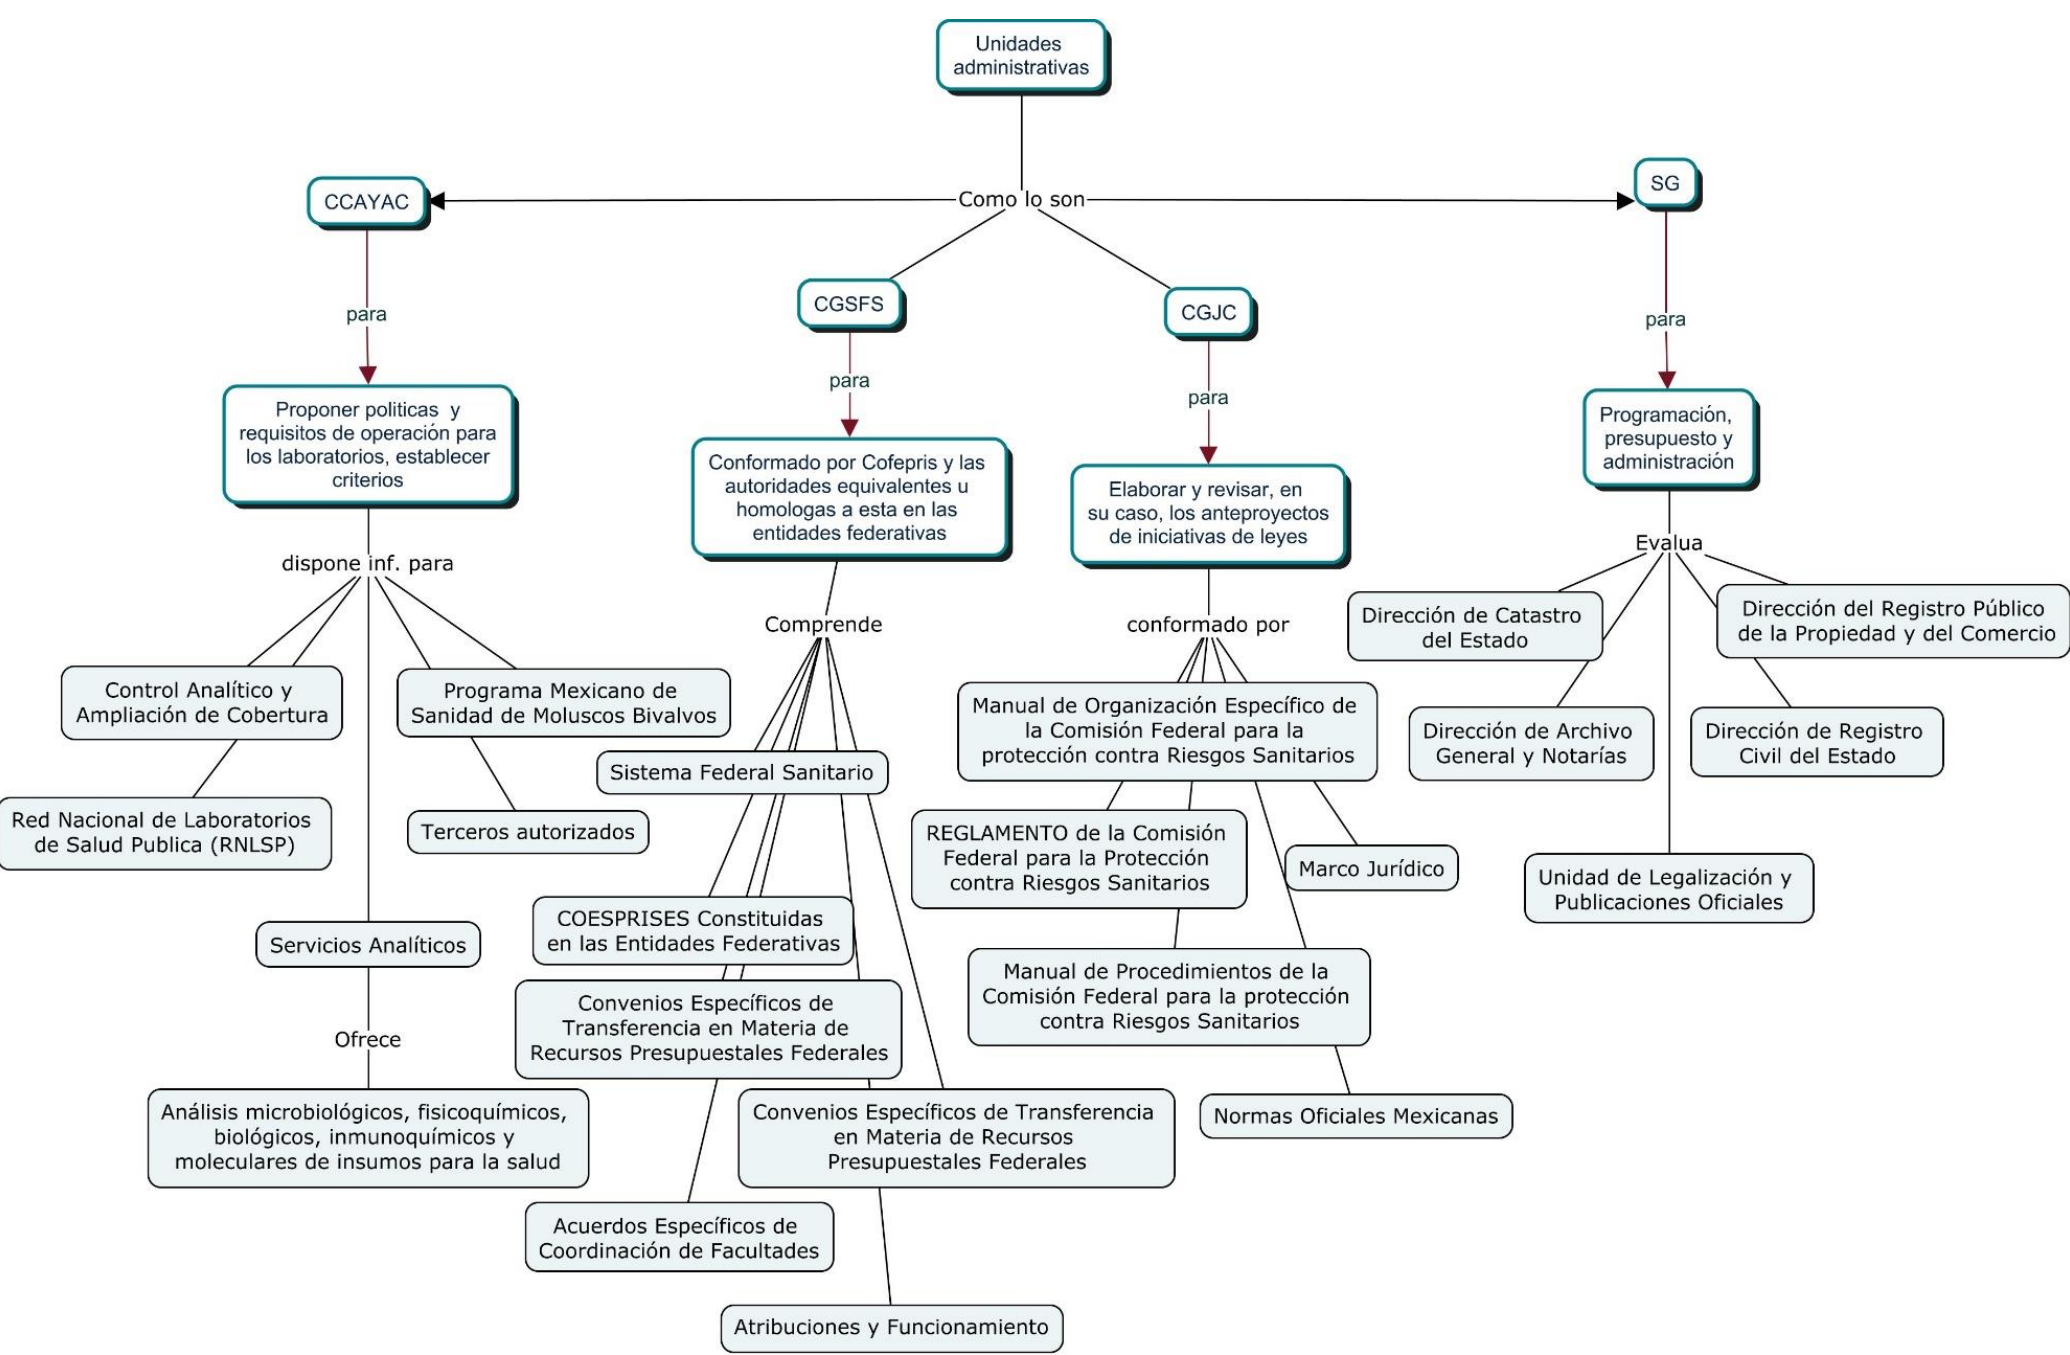 Unidades
administrativas
Como lo son
CCAYAC
para
Proponer politicas y
requisitos de operación para
los laboratorios, establecer
criterios
dispone inf. para
Control Analítico y
Ampliación de Cobertura
Red Nacional de Laboratorios
de Salud Publica (RNLSP)
Programa Mexicano de
Sanidad de Moluscos Bivalvos
Terceros autorizados
Servicios Analíticos
Ofrece
Análisis microbiológicos, fisicoquímicos,
biológicos, inmunoquímicos y
moleculares de insumos para la salud
CGSFS
para
Conformado por Cofepris y las
autoridades equivalentes u
homologas a esta en las
entidades federativas
Comprende
Sistema Federal Sanitario
COESPRISES Constituidas
en las Entidades Federativas
Convenios Específicos de
Transferencia en Materia de
Recursos Presupuestales Federales
Convenios Específicos de Transferencia
en Materia de Recursos
Presupuestales Federales
Acuerdos Específicos de
Coordinación de Facultades
Atribuciones y Funcionamiento
CGJC
para
Elaborar y revisar, en
su caso, los anteproyectos
de iniciativas de leyes
conformado por
Manual de Organización Específico de
la Comisión Federal para la
protección contra Riesgos Sanitarios
REGLAMENTO de la Comisión
Federal para la Protección
contra Riesgos Sanitarios
Marco Jurídico
Manual de Procedimientos de la
Comisión Federal para la protección
contra Riesgos Sanitarios
Normas Oficiales Mexicanas
SG
para
Programación,
presupuesto y
administración
Evalua
Dirección de Catastro
del Estado
Dirección del Registro Público
de la Propiedad y del Comercio
Dirección de Archivo
General y Notarías
Dirección de Registro
Civil del Estado
Unidad de Legalización y
Publicaciones Oficiales